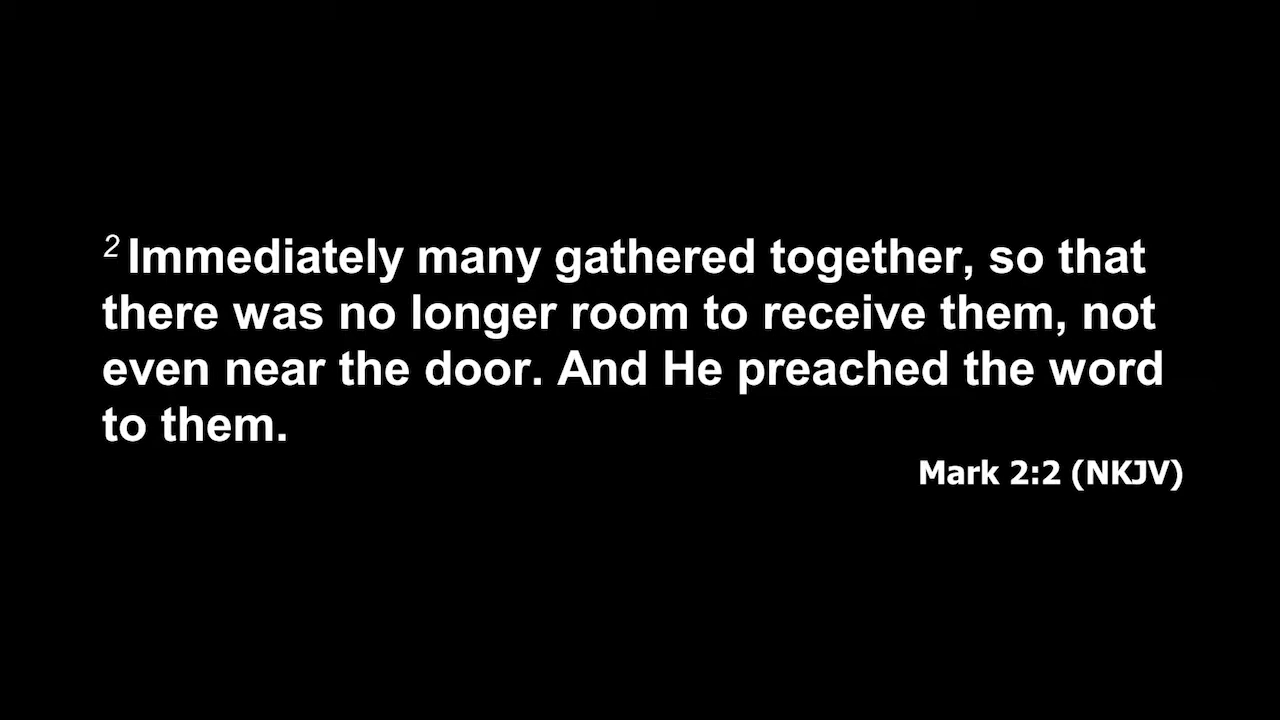 2 Immediately many gathered together, so that
there was no longer room to receive them, not
even near the door. And He preached the word
to them.
Mark 2:2 (NKJV)